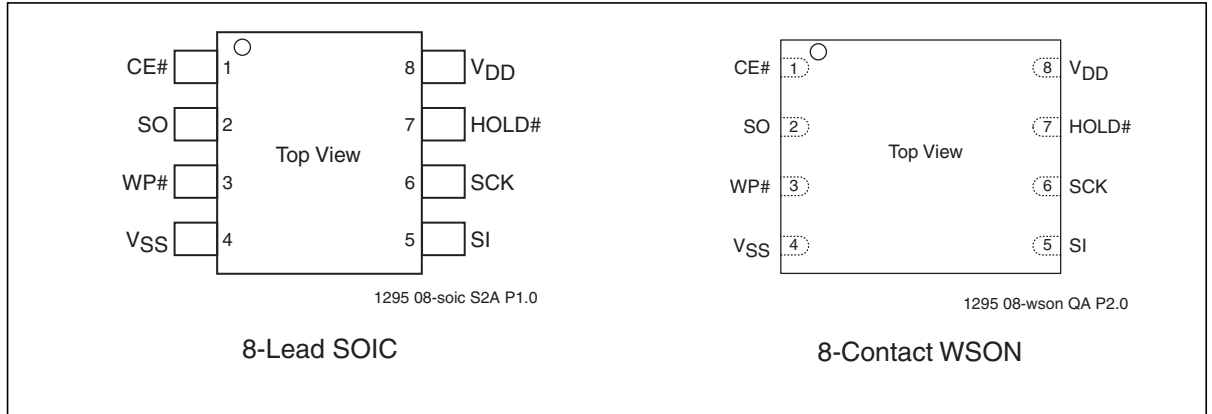 CE# 1 8 VDD
SO 2 7 HOLD#
Top View
WP# 3 6 SCK
VSS 4 5 SI
1295 08-soic S2A P1.0
8-Lead SOIC
CE# 1 8 VDD
SO 2 7 HOLD#
Top View
WP# 3 6 SCK
VSS 4 5 SI
1295 08-wson QA P2.0
8-Contact WSON